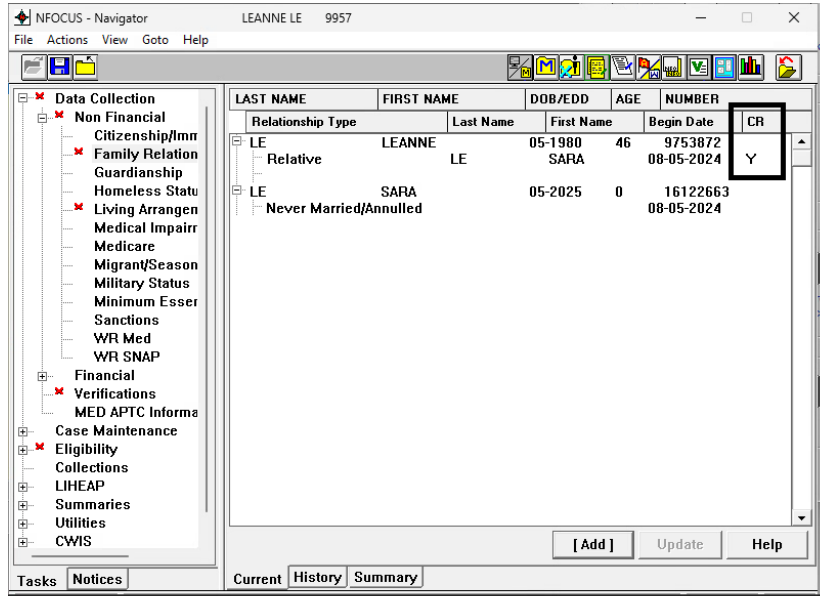 NFOCUS - Navigator LEANNE LE 9957
File Actions View Goto Help
Data Collection
Non Financial
Citizenship/Imm
Family Relation
Guardianship
Homeless Statu
Living Arrangen
Medical Impairr
Medicare
Migrant/Season
Military Status
Minimum Esser
Sanctions
WR Med
WR SNAP
Financial
Verifications
MED APTC Informa
Case Maintenance
Eligibility
Collections
LIHEAP
Summaries
Utilities
CWIS
Tasks Notices
LAST NAME FIRST NAME DOB/EDD AGE NUMBER
Relationship Type Last Name First Name Begin Date CR
LE LEANNE 05-1980 46 9753872
Relative LE SARA 08-05-2024 Y
LE SARA 05-2025 0 16122663
Never Married/Annulled 08-05-2024
[ Add ] Update Help
Current History Summary